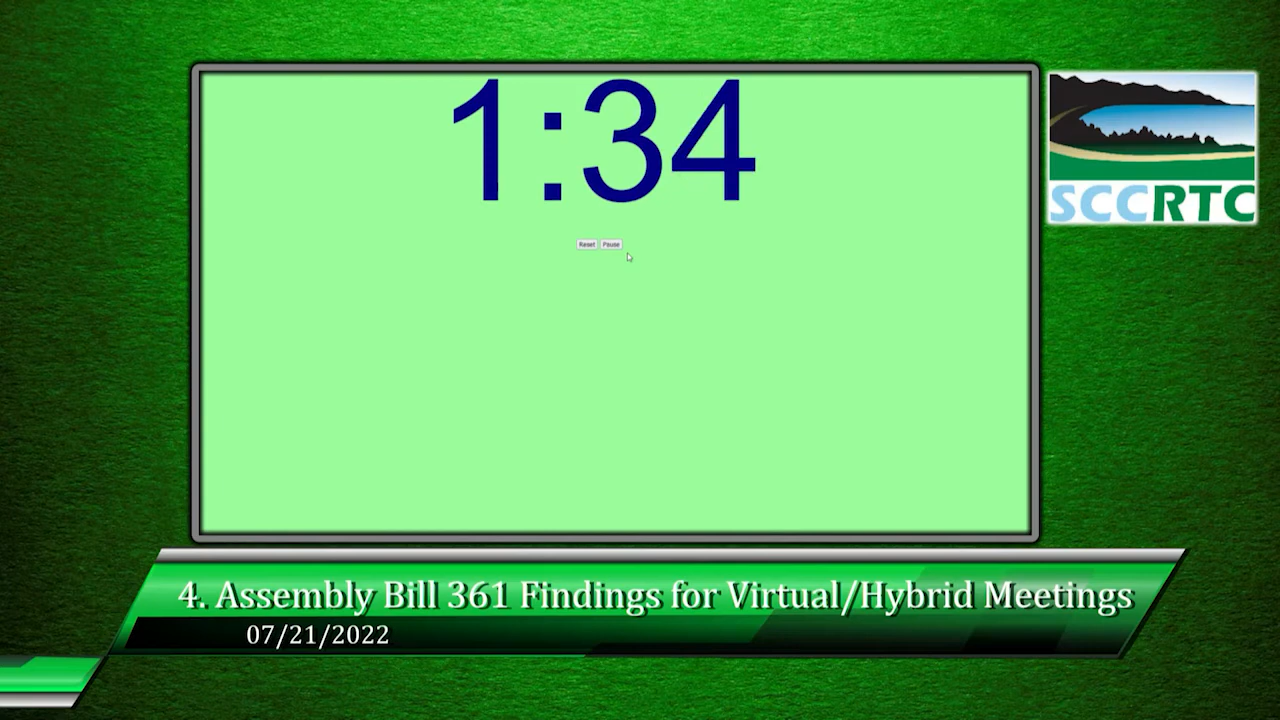 1:34
Reset Pause
SCCRTC
4. Assembly Bill 361 Findings for Virtual/Hybrid Meetings
07/21/2022